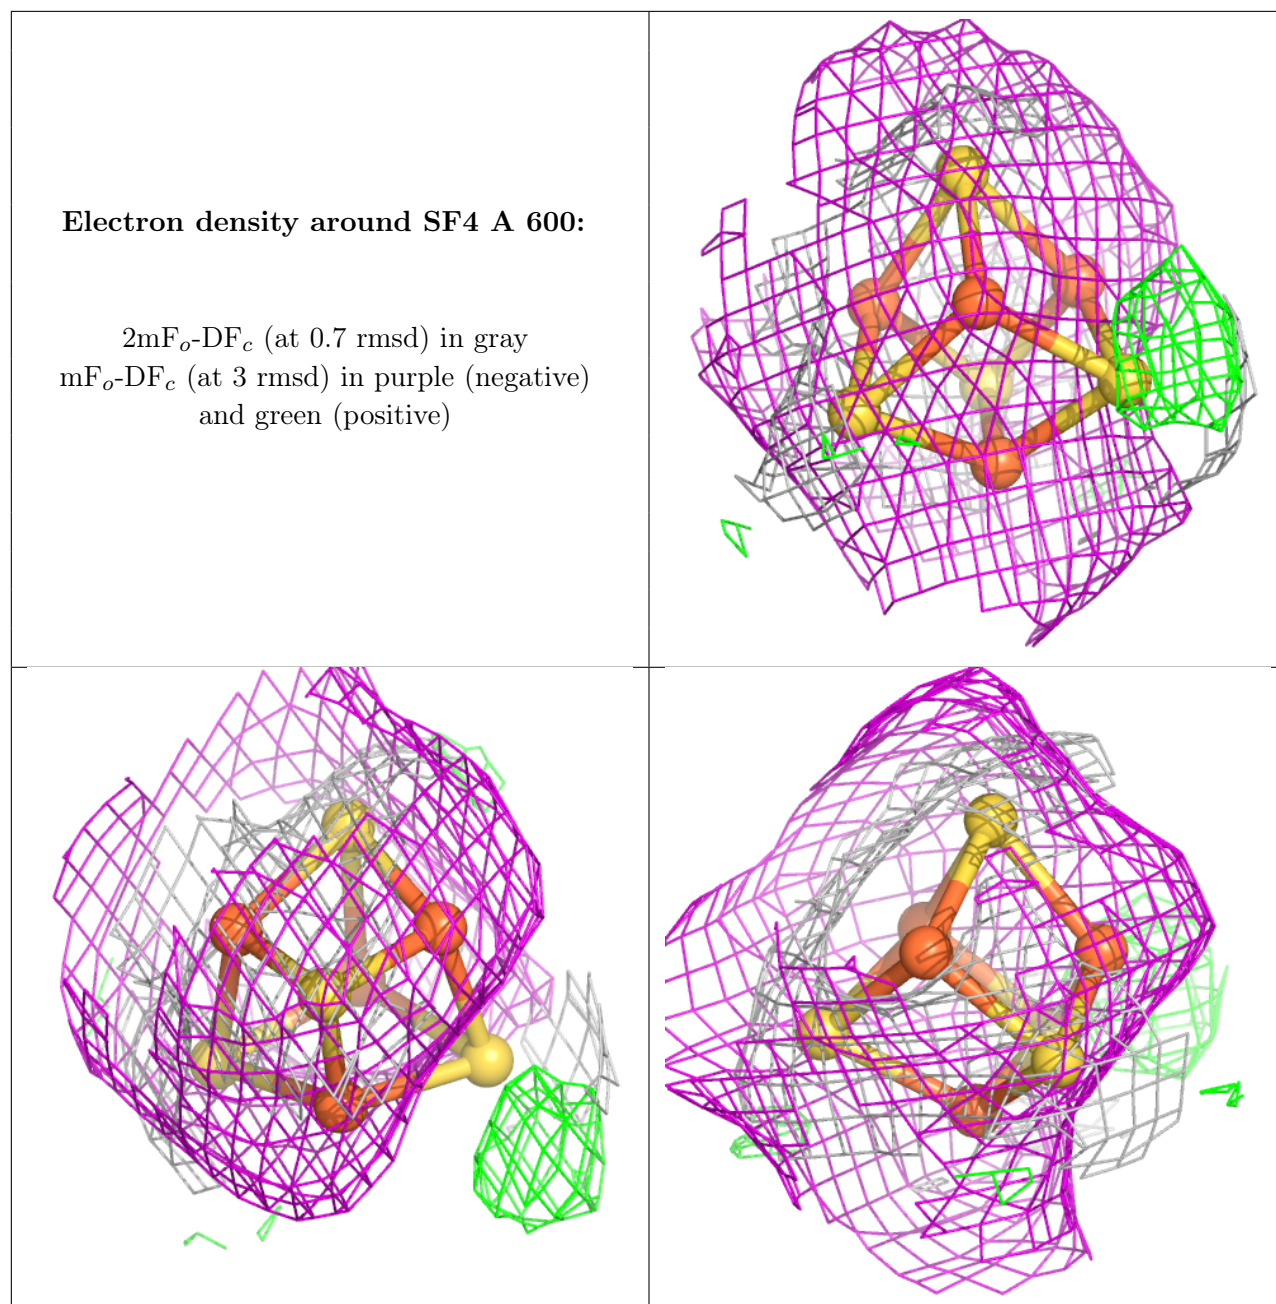 Electron density around SF4 A 600:
2mFo-DFc (at 0.7 rmsd) in gray
mFo-DFc (at 3 rmsd) in purple (negative)
and green (positive)